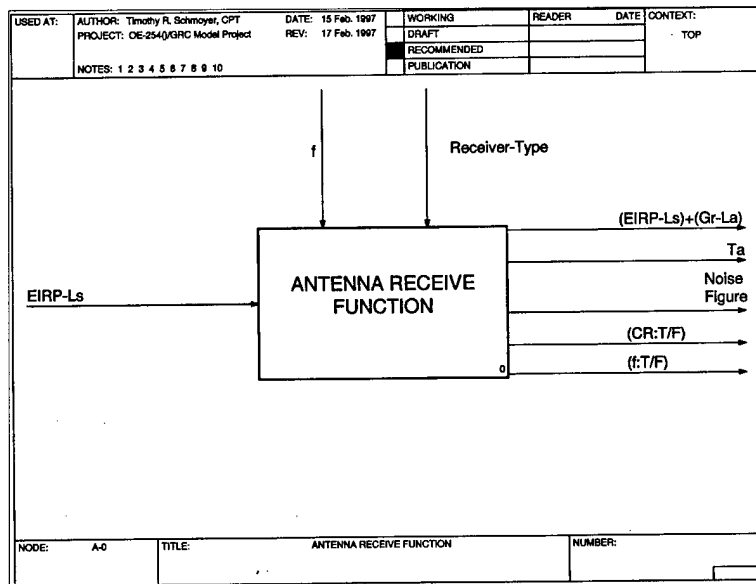 USED AT:
AUTHOR: Timothy R. Schmoyer, CPT
DATE: 15 Feb. 1997
PROJECT: OE-254()/GRC Model Project
REV: 17 Feb. 1997
NOTES: 1 2 3 4 5 6 7 8 9 10
WORKING
DRAFT
RECOMMENDED
PUBLICATION
READER
DATE
CONTEXT:
TOP
f
Receiver-Type
EIRP-Ls
ANTENNA RECEIVE
FUNCTION
0
(EIRP-Ls)+(Gr-La)
Ta
Noise
Figure
(CR:T/F)
(f:T/F)
NODE:
A-0
TITLE:
ANTENNA RECEIVE FUNCTION
NUMBER: